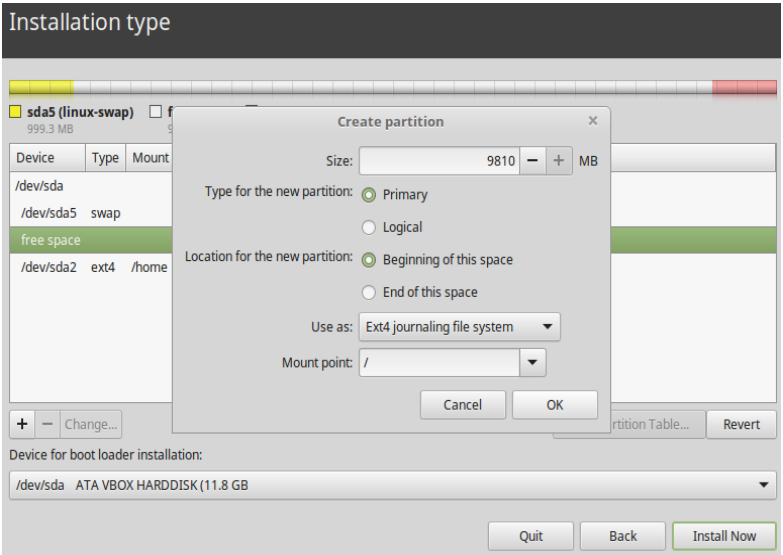 Installation type
sda5 (linux-swap)
999.3 MB
Create partition
Size: 9810 − + MB
Type for the new partition: Primary
Logical
Location for the new partition: Beginning of this space
End of this space
Use as: Ext4 journaling file system
Mount point: /
Cancel OK
Device Type Mount
/dev/sda
/dev/sda5 swap
free space
/dev/sda2 ext4 /home
+ − Change... rtition Table... Revert
Device for boot loader installation:
/dev/sda ATA VBOX HARDDISK (11.8 GB
Quit Back Install Now